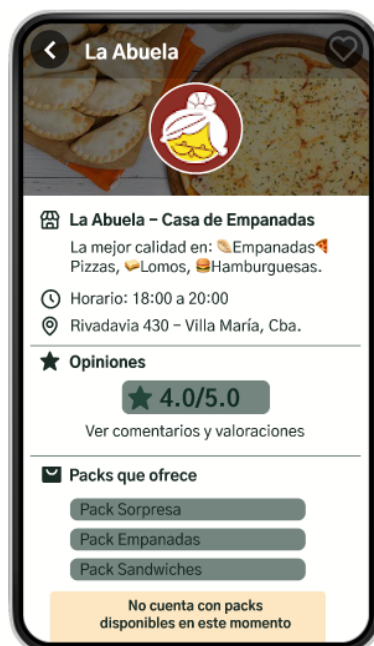 La Abuela
La Abuela – Casa de Empanadas
La mejor calidad en: Empanadas
Pizzas, Lomos, Hamburguesas.
Horario: 18:00 a 20:00
Rivadavia 430 – Villa María, Cba.
Opiniones
4.0/5.0
Ver comentarios y valoraciones
Packs que ofrece
Pack Sorpresa
Pack Empanadas
Pack Sandwiches
No cuenta con packs
disponibles en este momento